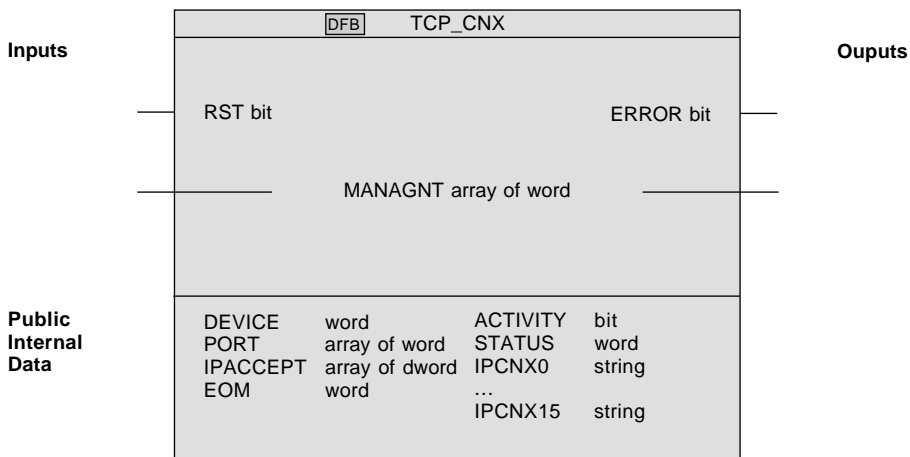 DFB TCP_CNX
Inputs
Ouputs
RST bit
ERROR bit
MANAGNT array of word
Public
Internal
Data
DEVICE word ACTIVITY bit
PORT array of word STATUS word
IPACCEPT array of dword IPCNX0 string
EOM word …
IPCNX15 string